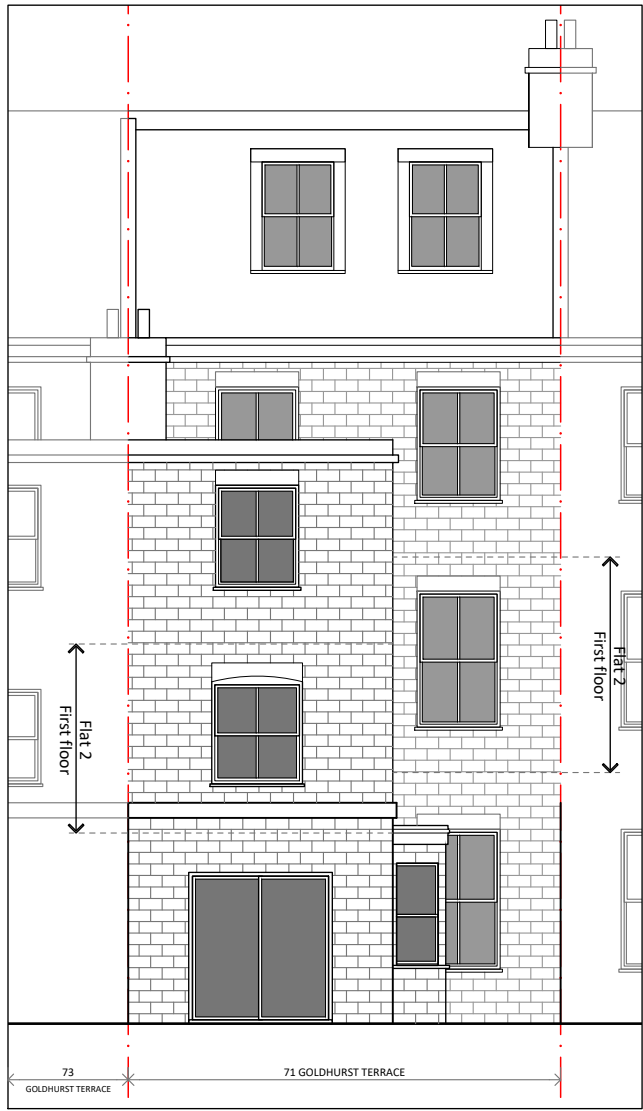 Flat 2
First floor
Flat 2
First floor
73
GOLDHURST TERRACE
71 GOLDHURST TERRACE